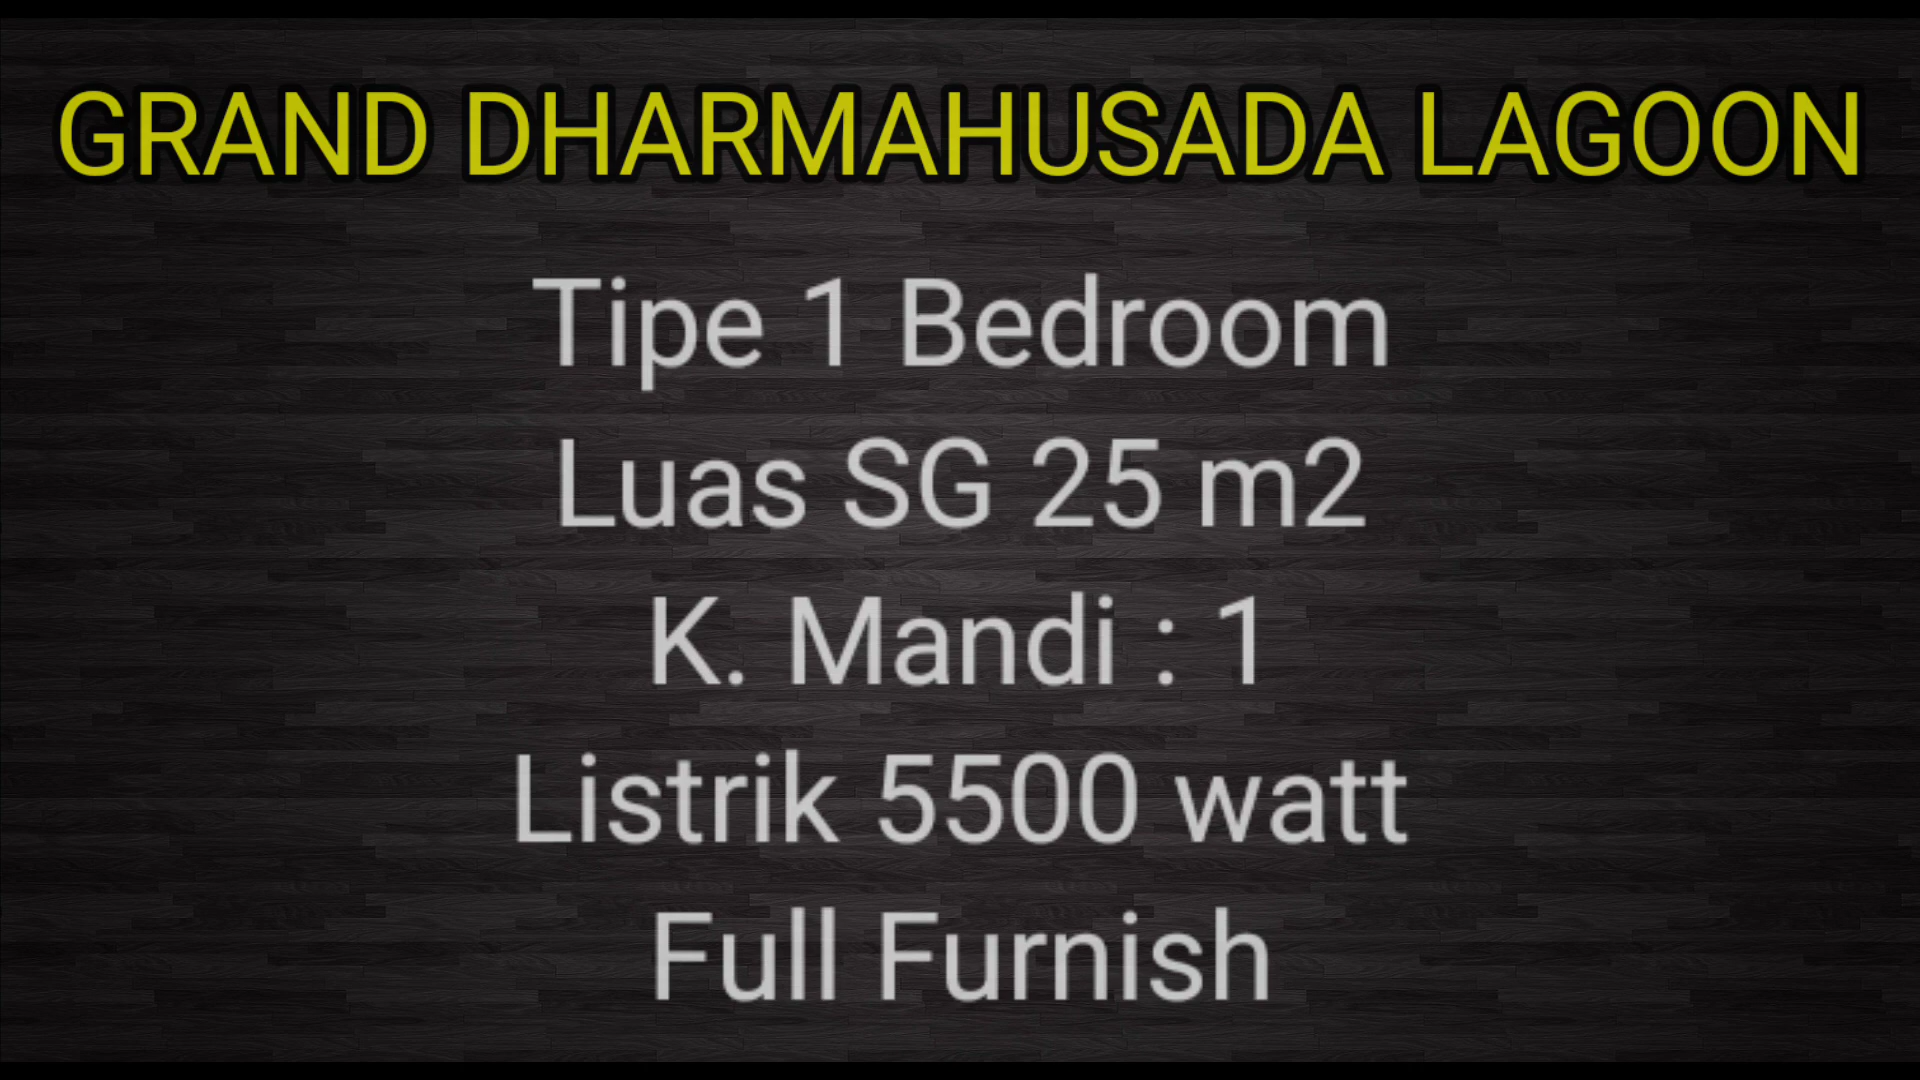 GRAND DHARMAHUSADA LAGOON
Tipe 1 Bedroom
Luas SG 25 m2
K. Mandi : 1
Listrik 5500 watt
Full Furnish